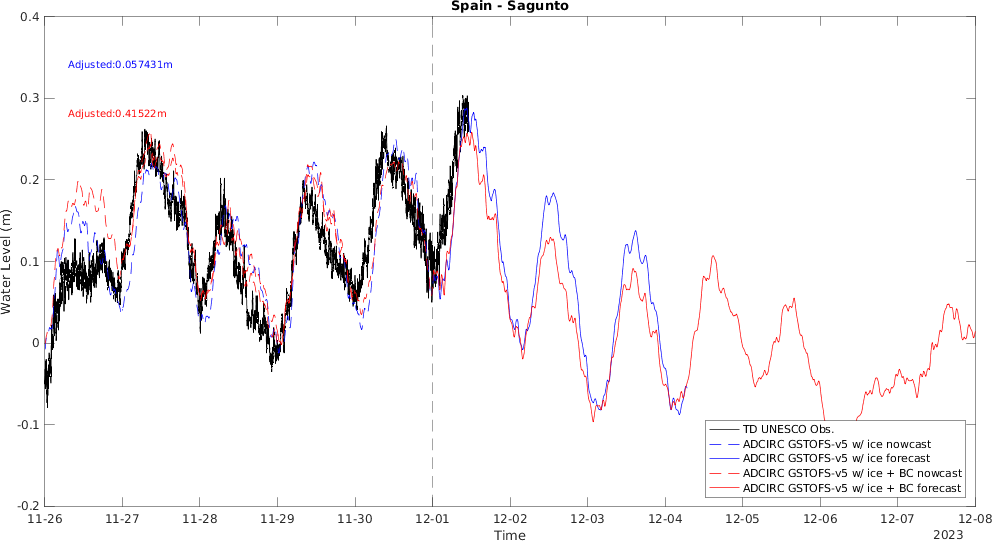 Spain - Sagunto
0.4
0.3
0.2
0.1
0
-0.1
-0.2
Water Level (m)
Adjusted:0.057431m
Adjusted:0.41522m
TD UNESCO Obs.
ADCIRC GSTOFS-v5 w/ ice nowcast
ADCIRC GSTOFS-v5 w/ ice forecast
ADCIRC GSTOFS-v5 w/ ice + BC nowcast
ADCIRC GSTOFS-v5 w/ ice + BC forecast
11-26 11-27 11-28 11-29 11-30 12-01 12-02 12-03 12-04 12-05 12-06 12-07 12-08
Time
2023